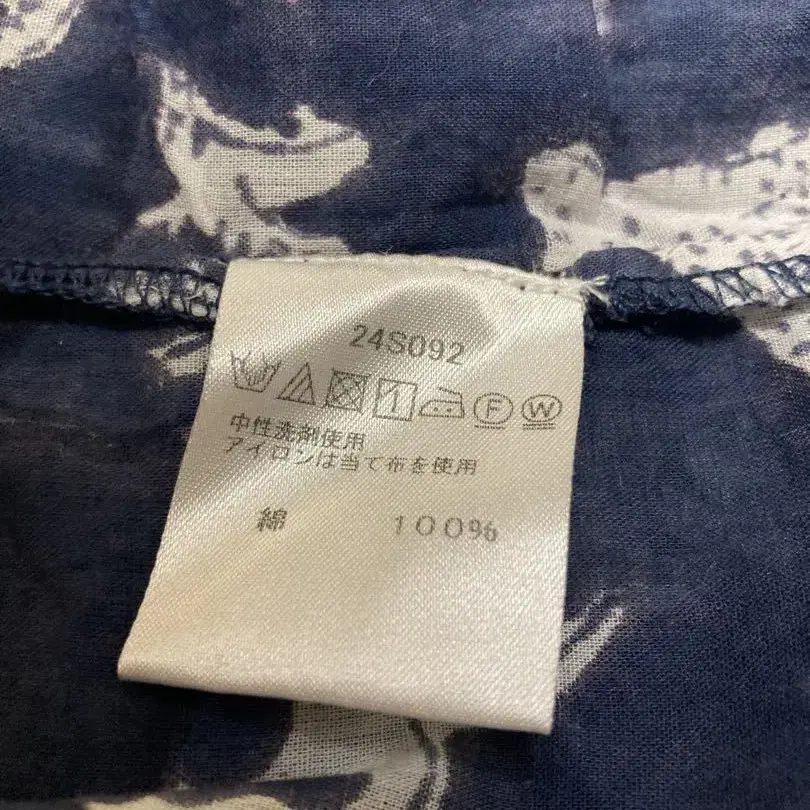 24S092
F W
中性洗剤使用
アイロンは当て布を使用
綿 100%